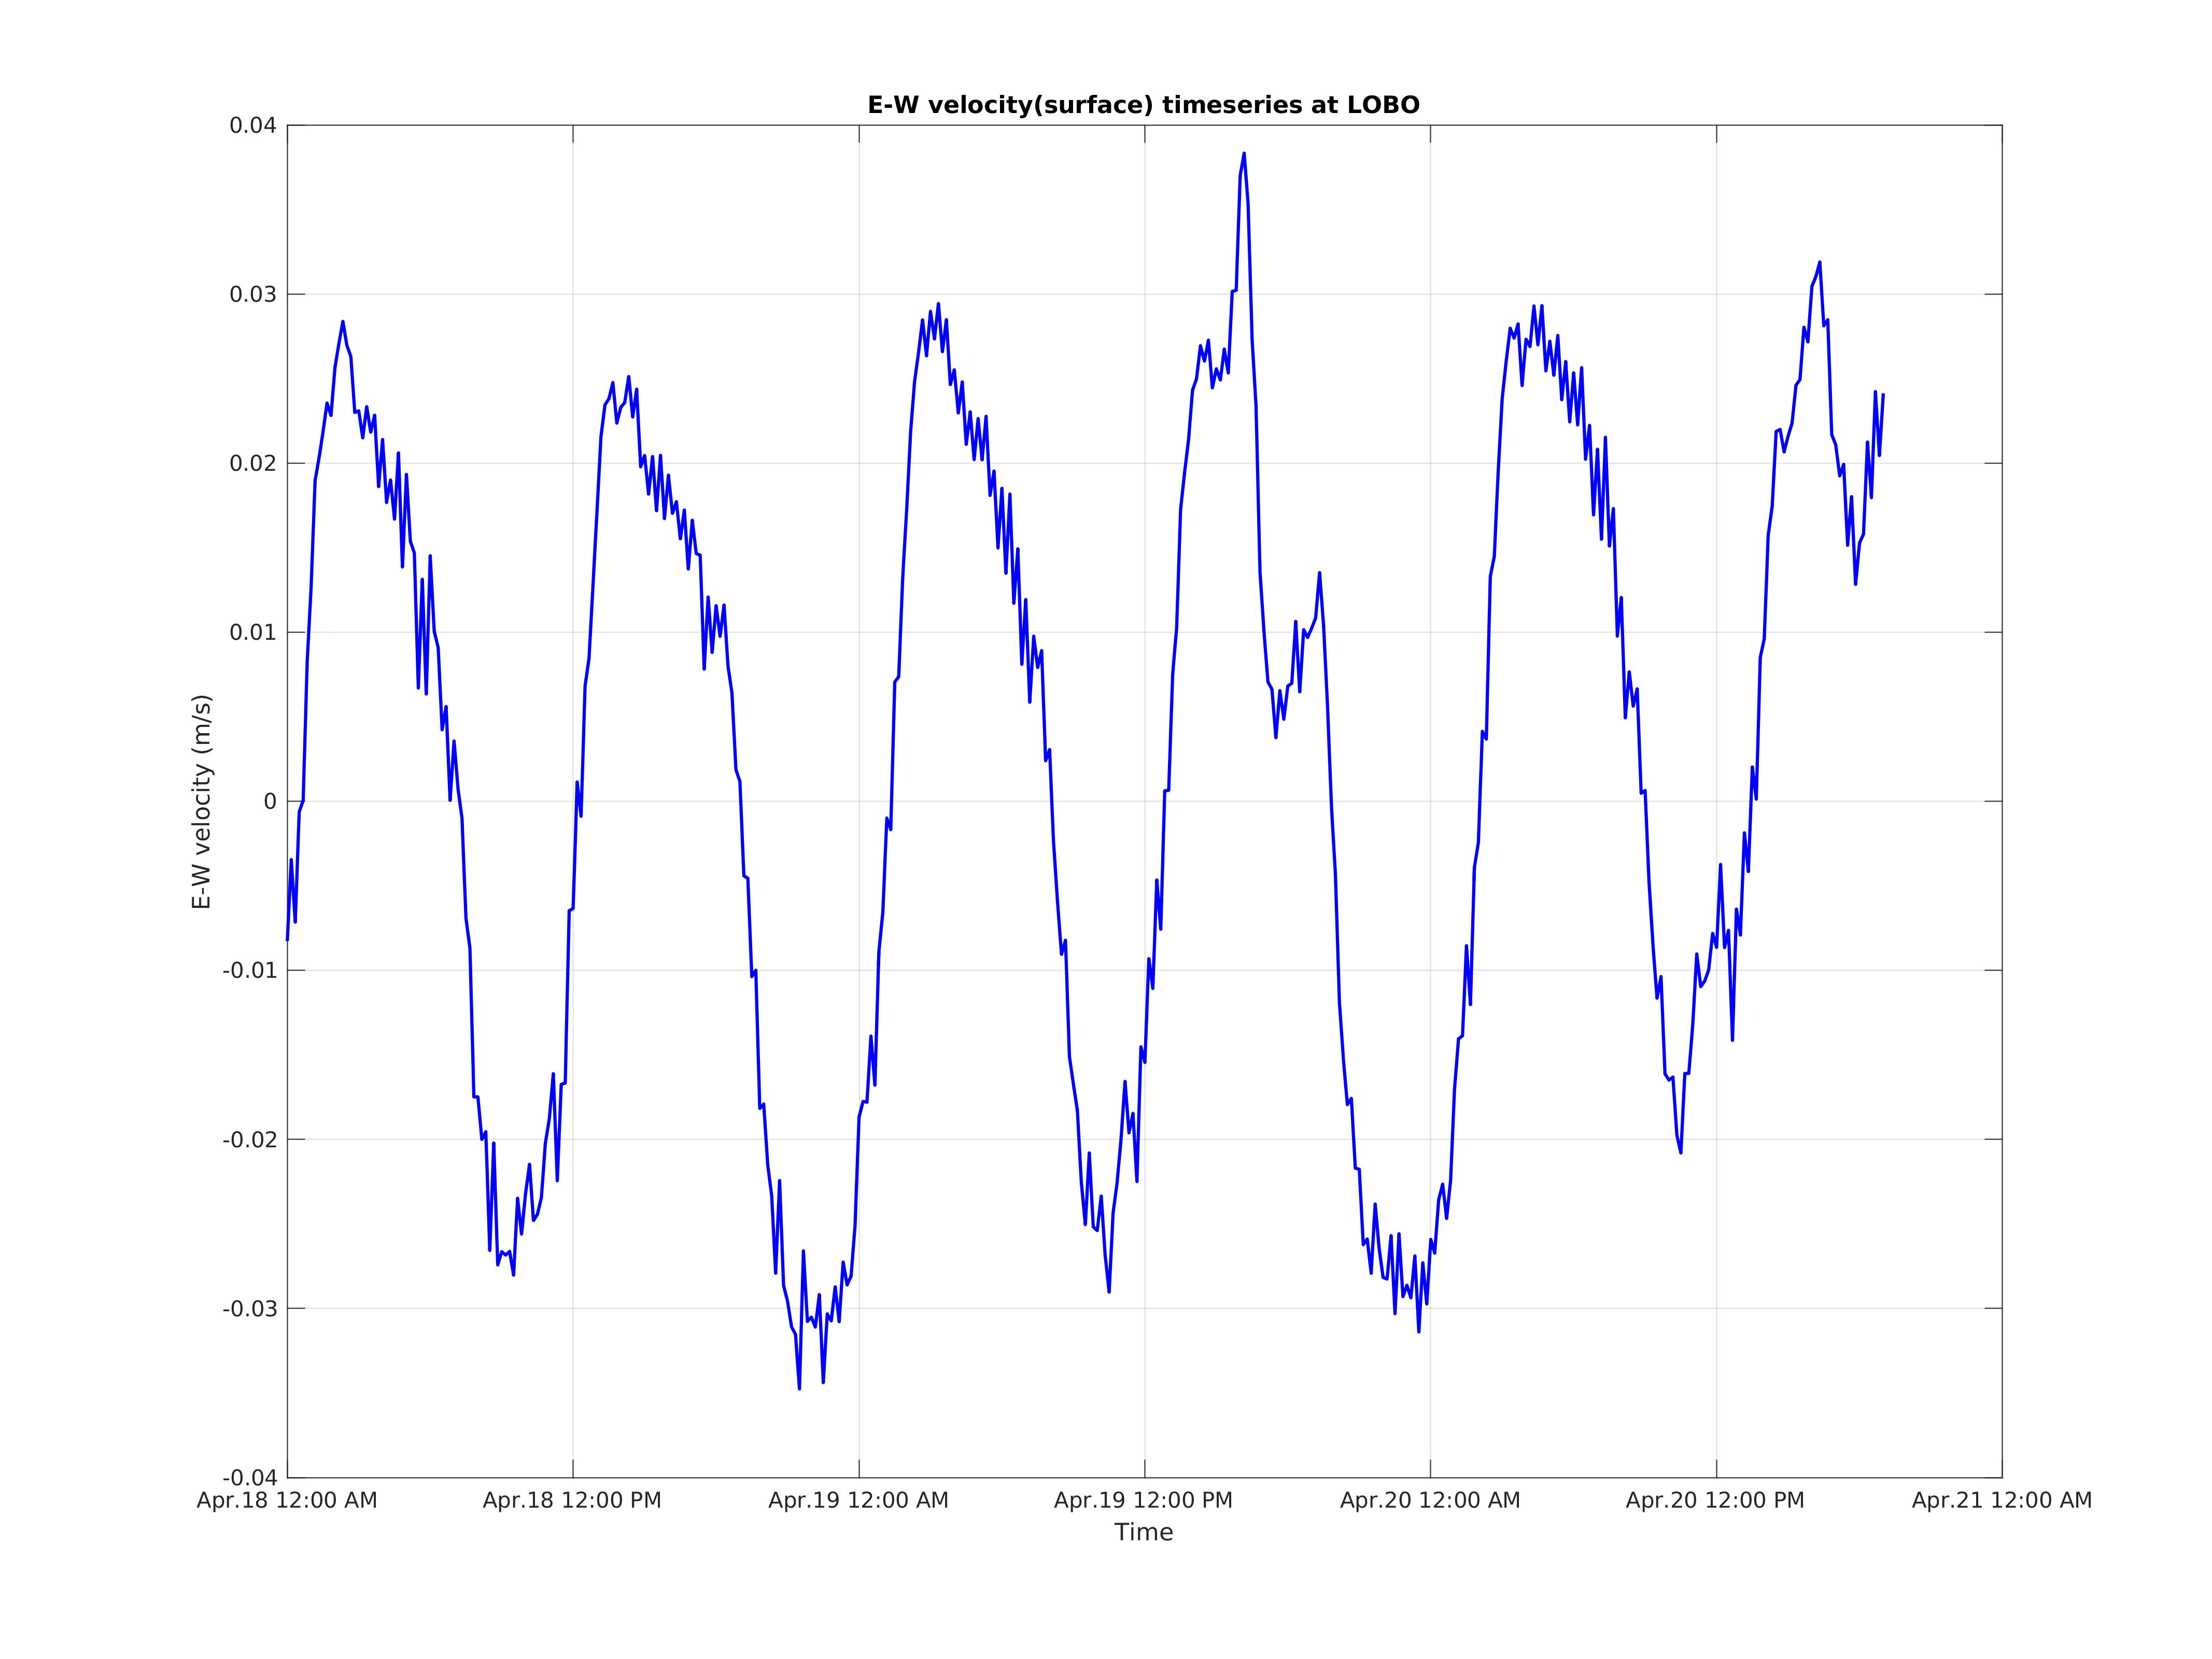 E-W velocity(surface) timeseries at LOBO
0.04
0.03
0.02
0.01
0
-0.01
-0.02
-0.03
-0.04
E-W velocity (m/s)
Apr.18 12:00 AM Apr.18 12:00 PM Apr.19 12:00 AM Apr.19 12:00 PM Apr.20 12:00 AM Apr.20 12:00 PM Apr.21 12:00 AM
Time